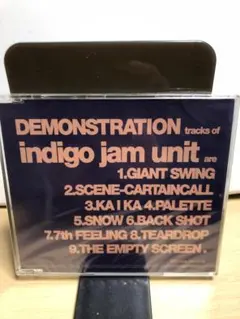 DEMONSTRATION tracks of
indigo jam unit are
1.GIANT SWING
2.SCENE-CARTAINCALL
3.KA I KA 4.PALETTE
5.SNOW 6.BACK SHOT
7.7th FEELING 8.TEARDROP
9.THE EMPTY SCREEN.